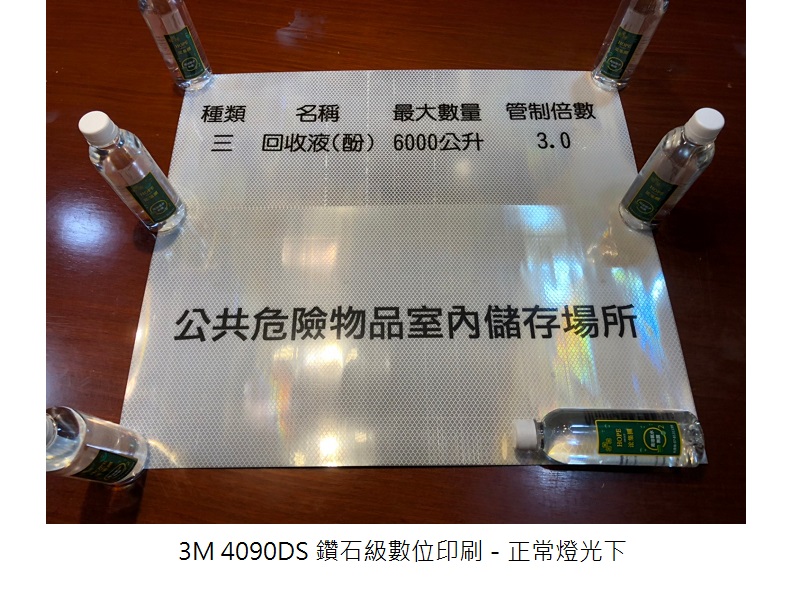 種類 名稱 最大數量 管制倍數
三 回收液(酚) 6000公升 3.0
公共危險物品室內儲存場所
HOPE
3M 4090DS 鑽石級數位印刷 - 正常燈光下